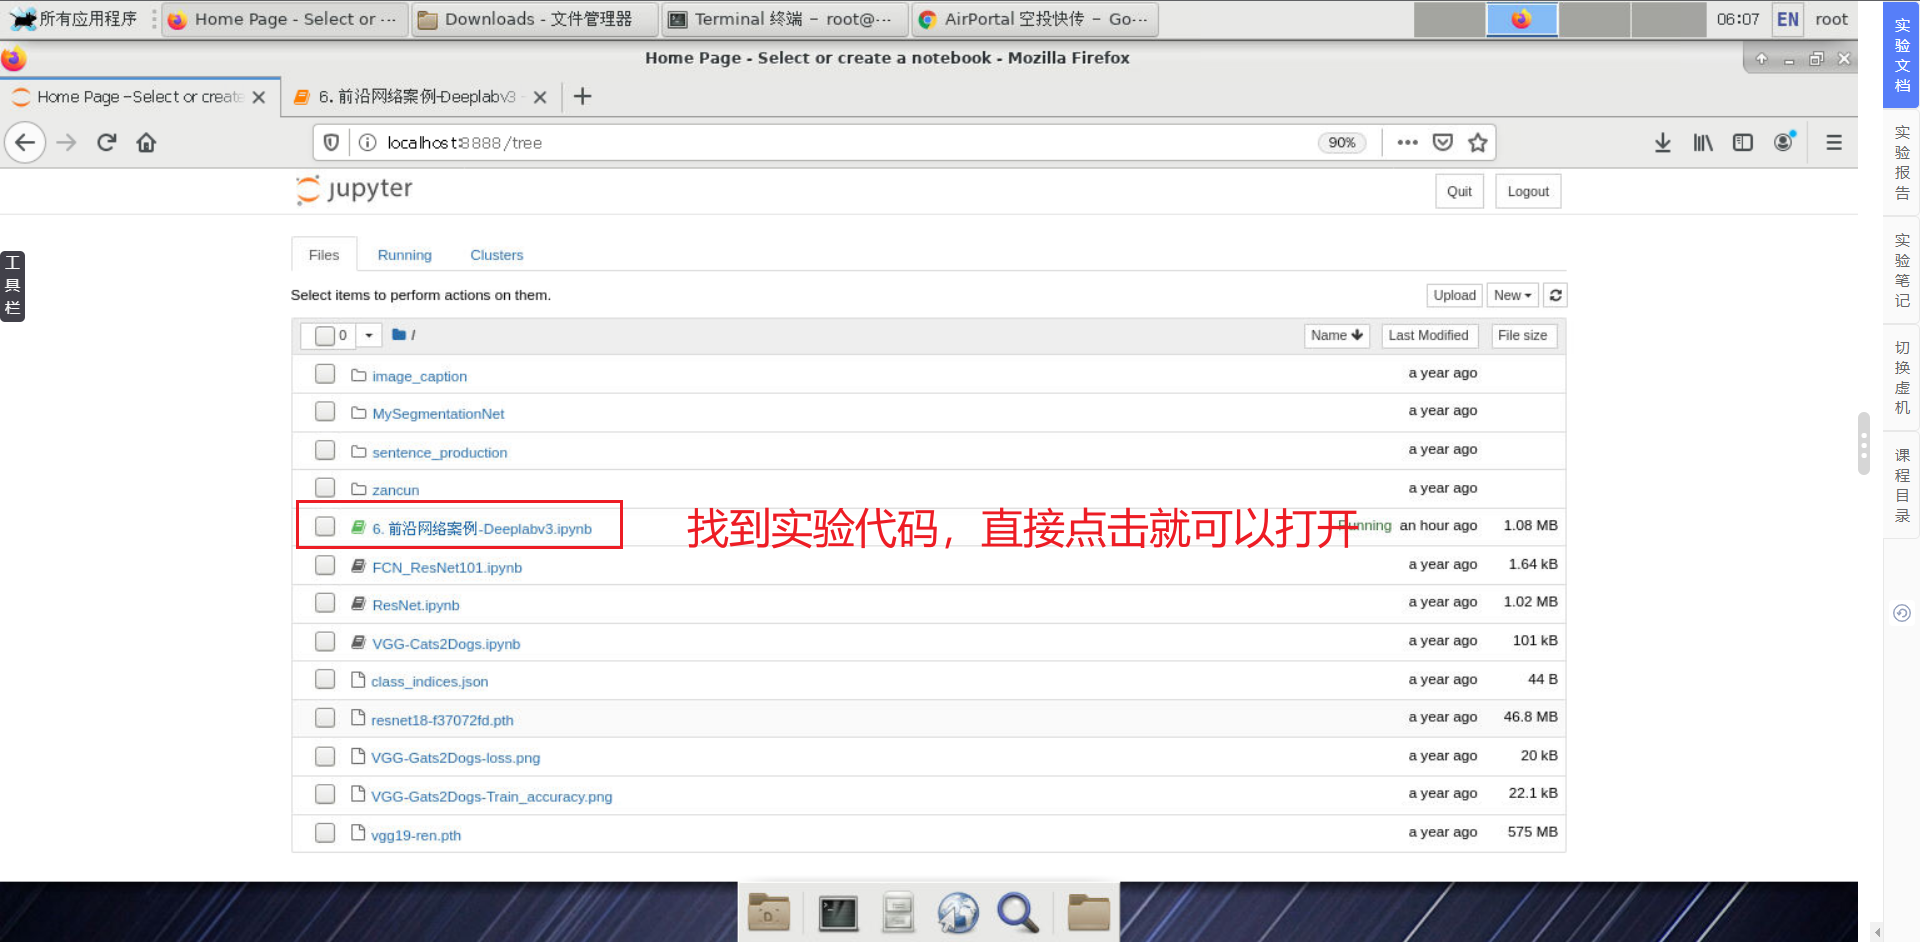 所有应用程序
Home Page - Select or ···
Downloads - 文件管理器
Terminal 终端 - root@···
AirPortal 空投快传 - Go···
06:07
EN
root
Home Page - Select or create a notebook - Mozilla Firefox
Home Page - Select or create
6. 前沿网络案例-Deeplabv3 -
localhost:8888/tree
90%
jupyter
Quit
Logout
Files
Running
Clusters
Select items to perform actions on them.
Upload
New
0
/
Name
Last Modified
File size
image_caption
a year ago
MySegmentationNet
a year ago
sentence_production
a year ago
zancun
a year ago
6. 前沿网络案例-Deeplabv3.ipynb
找到实验代码，直接点击就可以打开
Running an hour ago
1.08 MB
FCN_ResNet101.ipynb
a year ago
1.64 kB
ResNet.ipynb
a year ago
1.02 MB
VGG-Cats2Dogs.ipynb
a year ago
101 kB
class_indices.json
a year ago
44 B
resnet18-f37072fd.pth
a year ago
46.8 MB
VGG-Gats2Dogs-loss.png
a year ago
20 kB
VGG-Gats2Dogs-Train_accuracy.png
a year ago
22.1 kB
vgg19-ren.pth
a year ago
575 MB
工具栏
实验文档
实验报告
实验笔记
切换虚机
课程目录